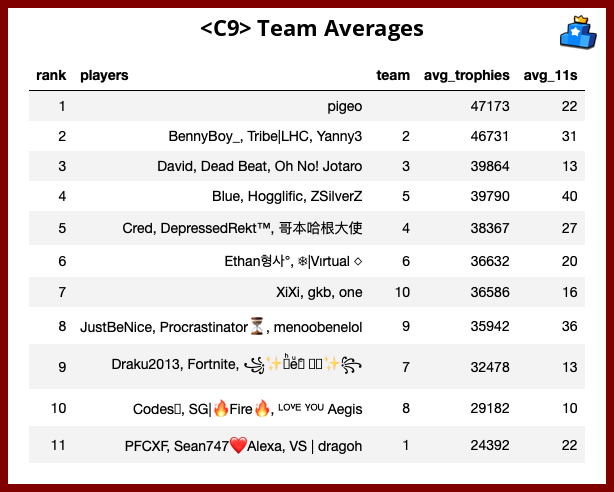 <C9> Team Averages
rank players team avg_trophies avg_11s
1 pigeo 47173 22
2 BennyBoy_, Tribe|LHC, Yanny3 2 46731 31
3 David, Dead Beat, Oh No! Jotaro 3 39864 13
4 Blue, Hogglific, ZSilverZ 5 39790 40
5 Cred, DepressedRekt™, 哥本哈根大使 4 38367 27
6 Ethan형사°, ❄|Vırtual ◇ 6 36632 20
7 XiXi, gkb, one 10 36586 16
8 JustBeNice, Procrastinator⏳, menoobenelol 9 35942 36
9 Draku2013, Fortnite, 7 32478 13
10 Codes, SG|🔥Fire🔥, ᴸᴼⱽᴱ ᵞᴼᵁ Aegis 8 29182 10
11 PFCXF, Sean747❤️Alexa, VS | dragoh 1 24392 22